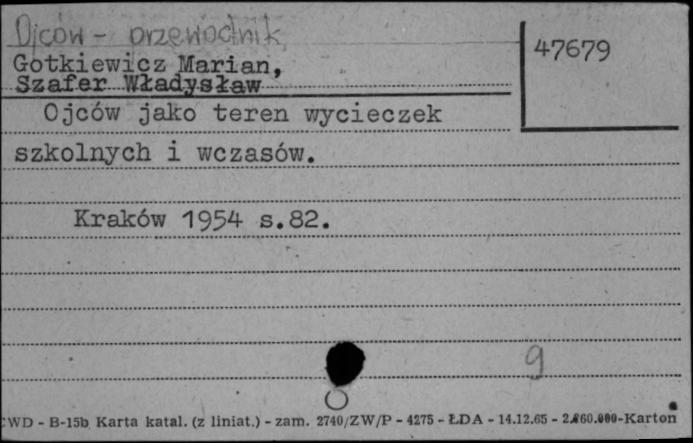 Ojców - przewodnik
47679
Gotkiewicz Marian,
Szafer Władysław
Ojców jako teren wycieczek
szkolnych i wczasów.
Kraków 1954 s.82.
9
CWD - B-15b Karta katal. (z liniat.) - zam. 2740/ZW/P - 4275 - ŁDA - 14.12.65 - -Karton